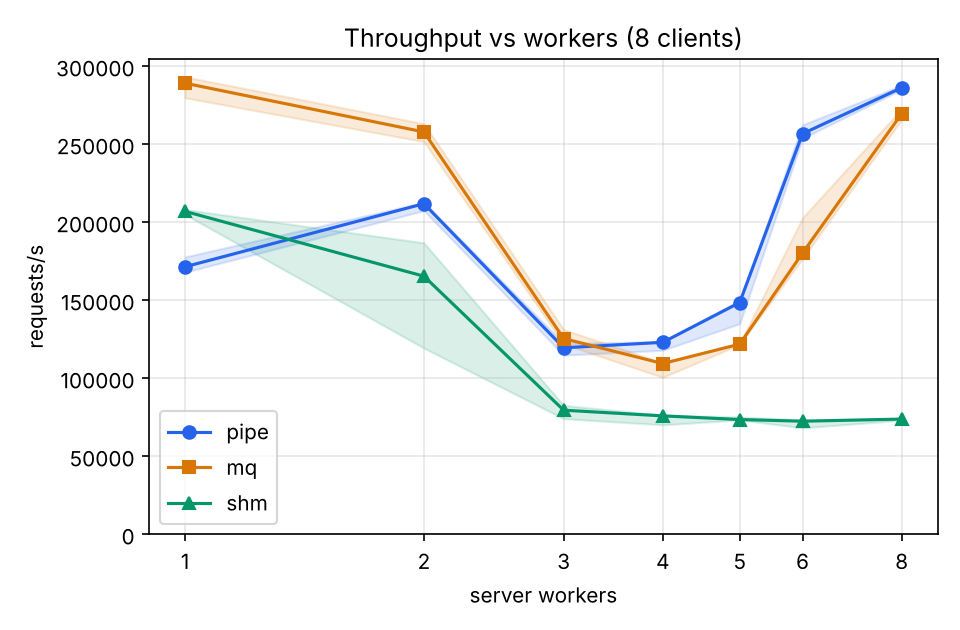 Throughput vs workers (8 clients)
300000
250000
200000
150000
100000
50000
0
requests/s
pipe
mq
shm
1 2 3 4 5 6 8
server workers